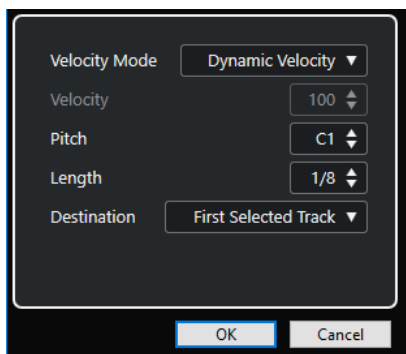 Velocity Mode Dynamic Velocity
Velocity 100
Pitch C1
Length 1/8
Destination First Selected Track
OK Cancel